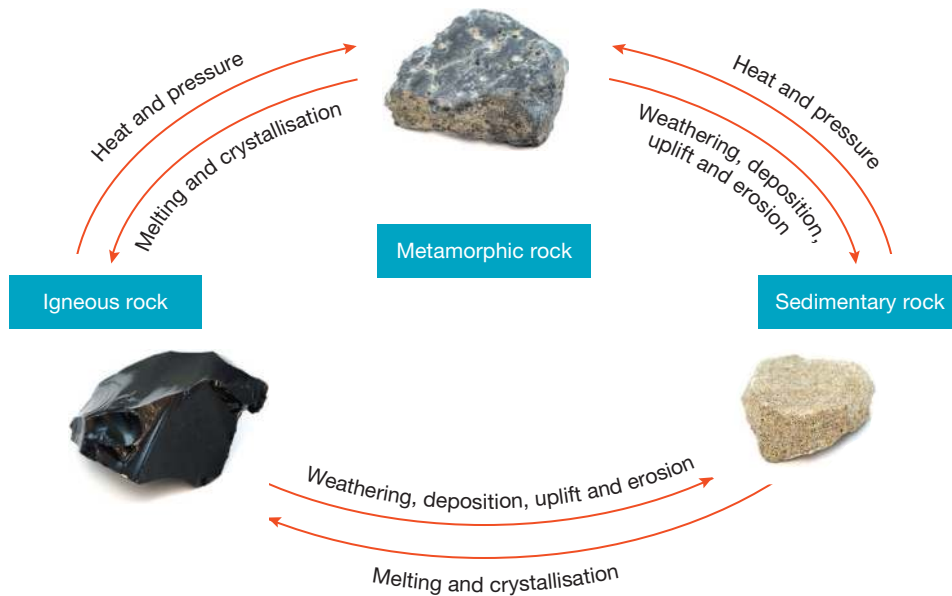 Heat and pressure
Melting and crystallisation
Heat and pressure
Weathering, deposition,
uplift and erosion
Metamorphic rock
Igneous rock
Sedimentary rock
Weathering, deposition, uplift and erosion
Melting and crystallisation